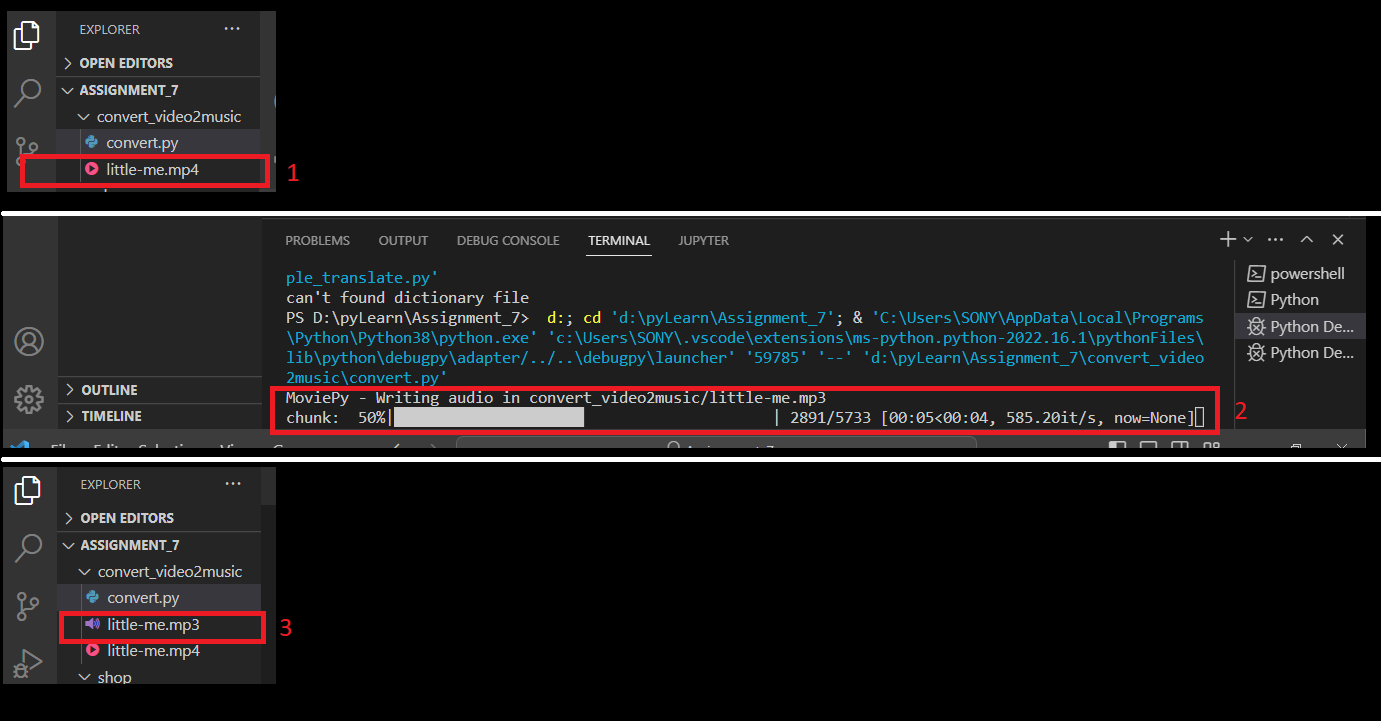 EXPLORER ...
OPEN EDITORS
ASSIGNMENT_7
convert_video2music
convert.py
little-me.mp4
1
PROBLEMS OUTPUT DEBUG CONSOLE TERMINAL JUPYTER
ple_translate.py'
can't found dictionary file
PS D:\pyLearn\Assignment_7>  d:; cd 'd:\pyLearn\Assignment_7'; & 'C:\Users\SONY\AppData\Local\Programs
\Python\Python38\python.exe' 'c:\Users\SONY\.vscode\extensions\ms-python.python-2022.16.1\pythonFiles\
lib\python\debugpy\adapter/../..\debugpy\launcher' '59785' '--' 'd:\pyLearn\Assignment_7\convert_video
2music\convert.py'
MoviePy - Writing audio in convert_video2music/little-me.mp3
chunk:  50%| | 2891/5733 [00:05<00:04, 585.20it/s, now=None]
2
powershell
Python
Python De...
Python De...
OUTLINE
TIMELINE
EXPLORER ...
OPEN EDITORS
ASSIGNMENT_7
convert_video2music
convert.py
little-me.mp3
3
little-me.mp4
shop